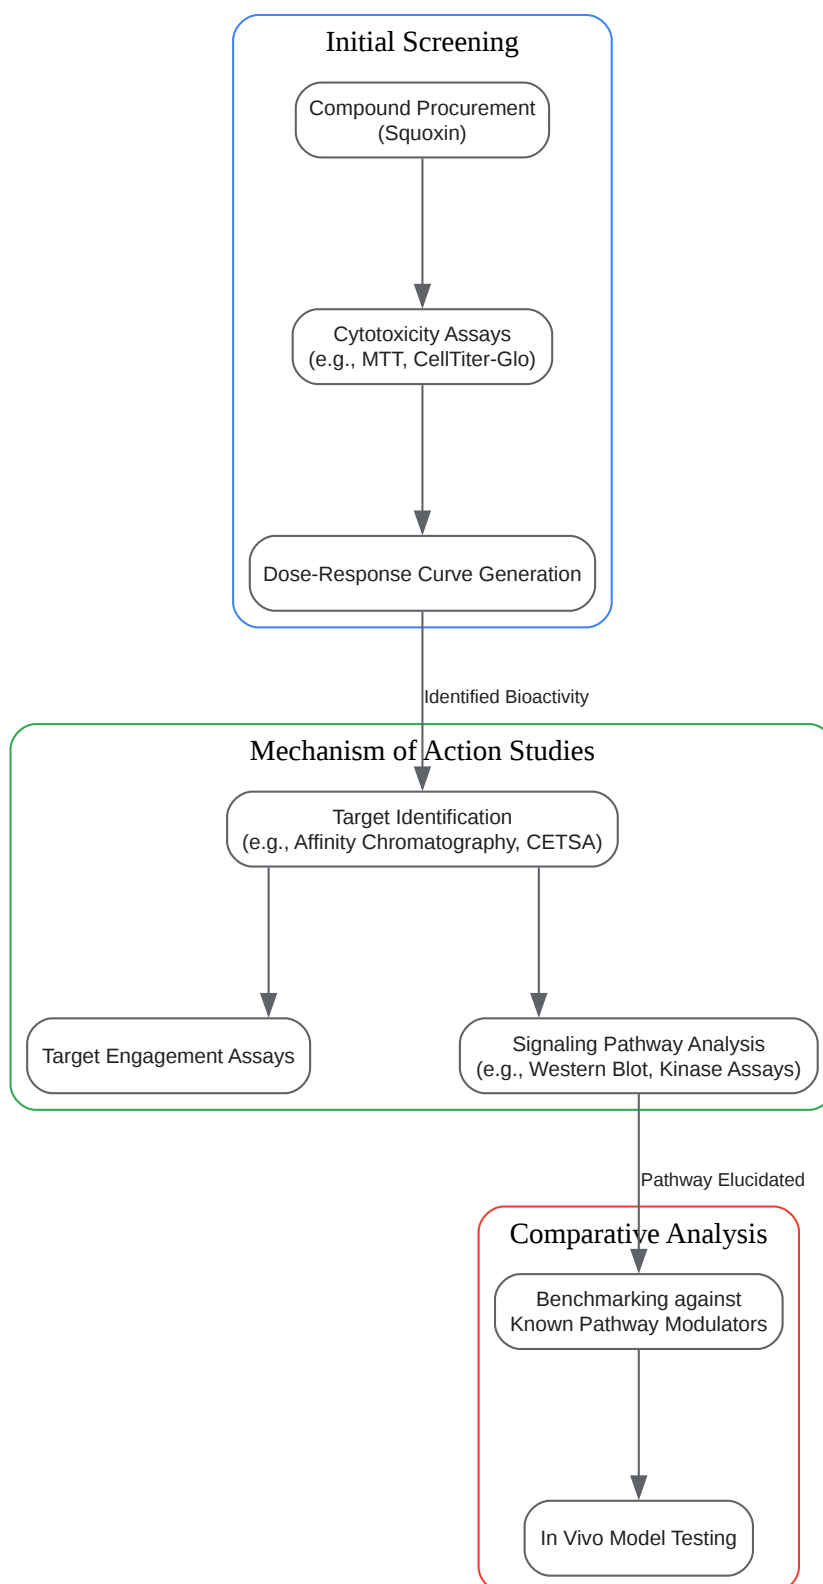 Initial Screening
Compound Procurement
(Squoxin)
Cytotoxicity Assays
(e.g., MTT, CellTiter-Glo)
Dose-Response Curve Generation
Identified Bioactivity
Mechanism of Action Studies
Target Identification
(e.g., Affinity Chromatography, CETSA)
Target Engagement Assays
Signaling Pathway Analysis
(e.g., Western Blot, Kinase Assays)
Pathway Elucidated
Comparative Analysis
Benchmarking against
Known Pathway Modulators
In Vivo Model Testing